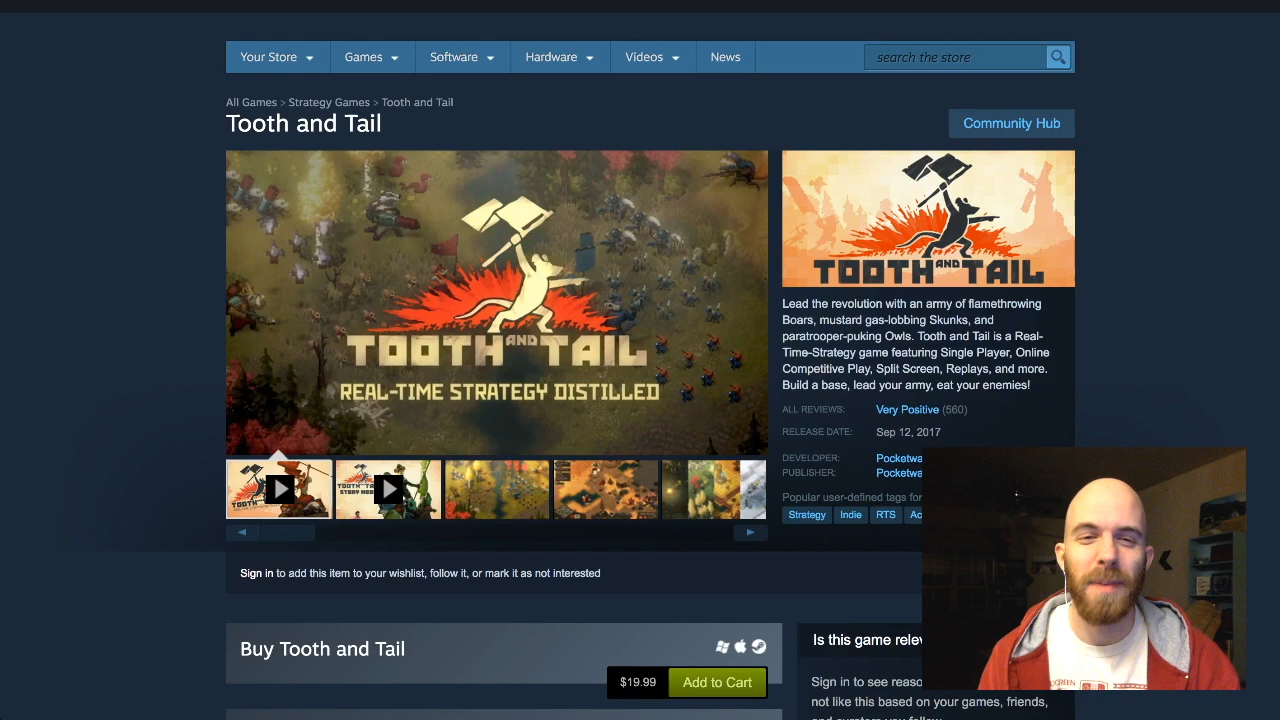 Your Store
Games
Software
Hardware
Videos
News
search the store
All Games > Strategy Games > Tooth and Tail
Tooth and Tail
Community Hub
TOOTH AND TAIL
REAL-TIME STRATEGY DISTILLED
TOOTH AND TAIL
Lead the revolution with an army of flamethrowing
Boars, mustard gas-lobbing Skunks, and
paratrooper-puking Owls. Tooth and Tail is a Real-
Time-Strategy game featuring Single Player, Online
Competitive Play, Split Screen, Replays, and more.
Build a base, lead your army, eat your enemies!
ALL REVIEWS: Very Positive (560)
RELEASE DATE: Sep 12, 2017
DEVELOPER: Pocketwa
PUBLISHER: Pocketwa
Popular user-defined tags for
Strategy
Indie
RTS
Ac
Sign in to add this item to your wishlist, follow it, or mark it as not interested
Buy Tooth and Tail
$19.99
Add to Cart
Is this game relev
Sign in to see reaso
not like this based on your games, friends,